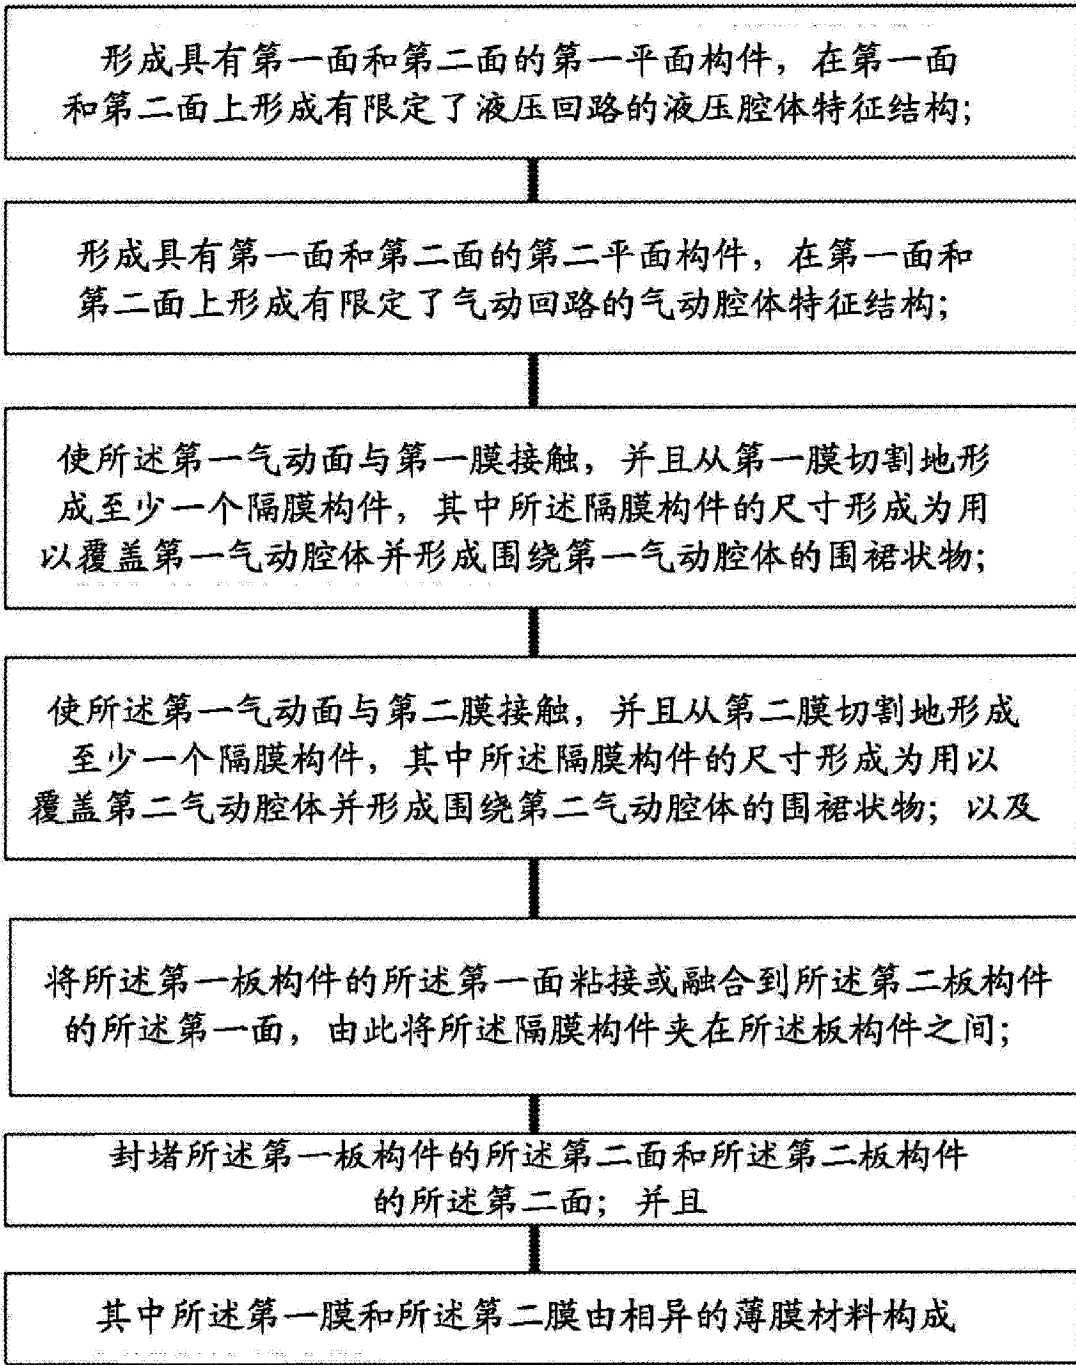 形成具有第一面和第二面的第一平面构件，在第一面
和第二面上形成有限定了液压回路的液压腔体特征结构；
形成具有第一面和第二面的第二平面构件，在第一面和
第二面上形成有限定了气动回路的气动腔体特征结构；
使所述第一气动面与第一膜接触，并且从第一膜切割地形
成至少一个隔膜构件，其中所述隔膜构件的尺寸形成为用
以覆盖第一气动腔体并形成围绕第一气动腔体的围裙状物；
使所述第一气动面与第二膜接触，并且从第二膜切割地形成
至少一个隔膜构件，其中所述隔膜构件的尺寸形成为用以
覆盖第二气动腔体并形成围绕第二气动腔体的围裙状物；以及
将所述第一板构件的所述第一面粘接或融合到所述第二板构件
的所述第一面，由此将所述隔膜构件夹在所述板构件之间；
封堵所述第一板构件的所述第二面和所述第二板构件
的所述第二面；并且
其中所述第一膜和所述第二膜由相异的薄膜材料构成